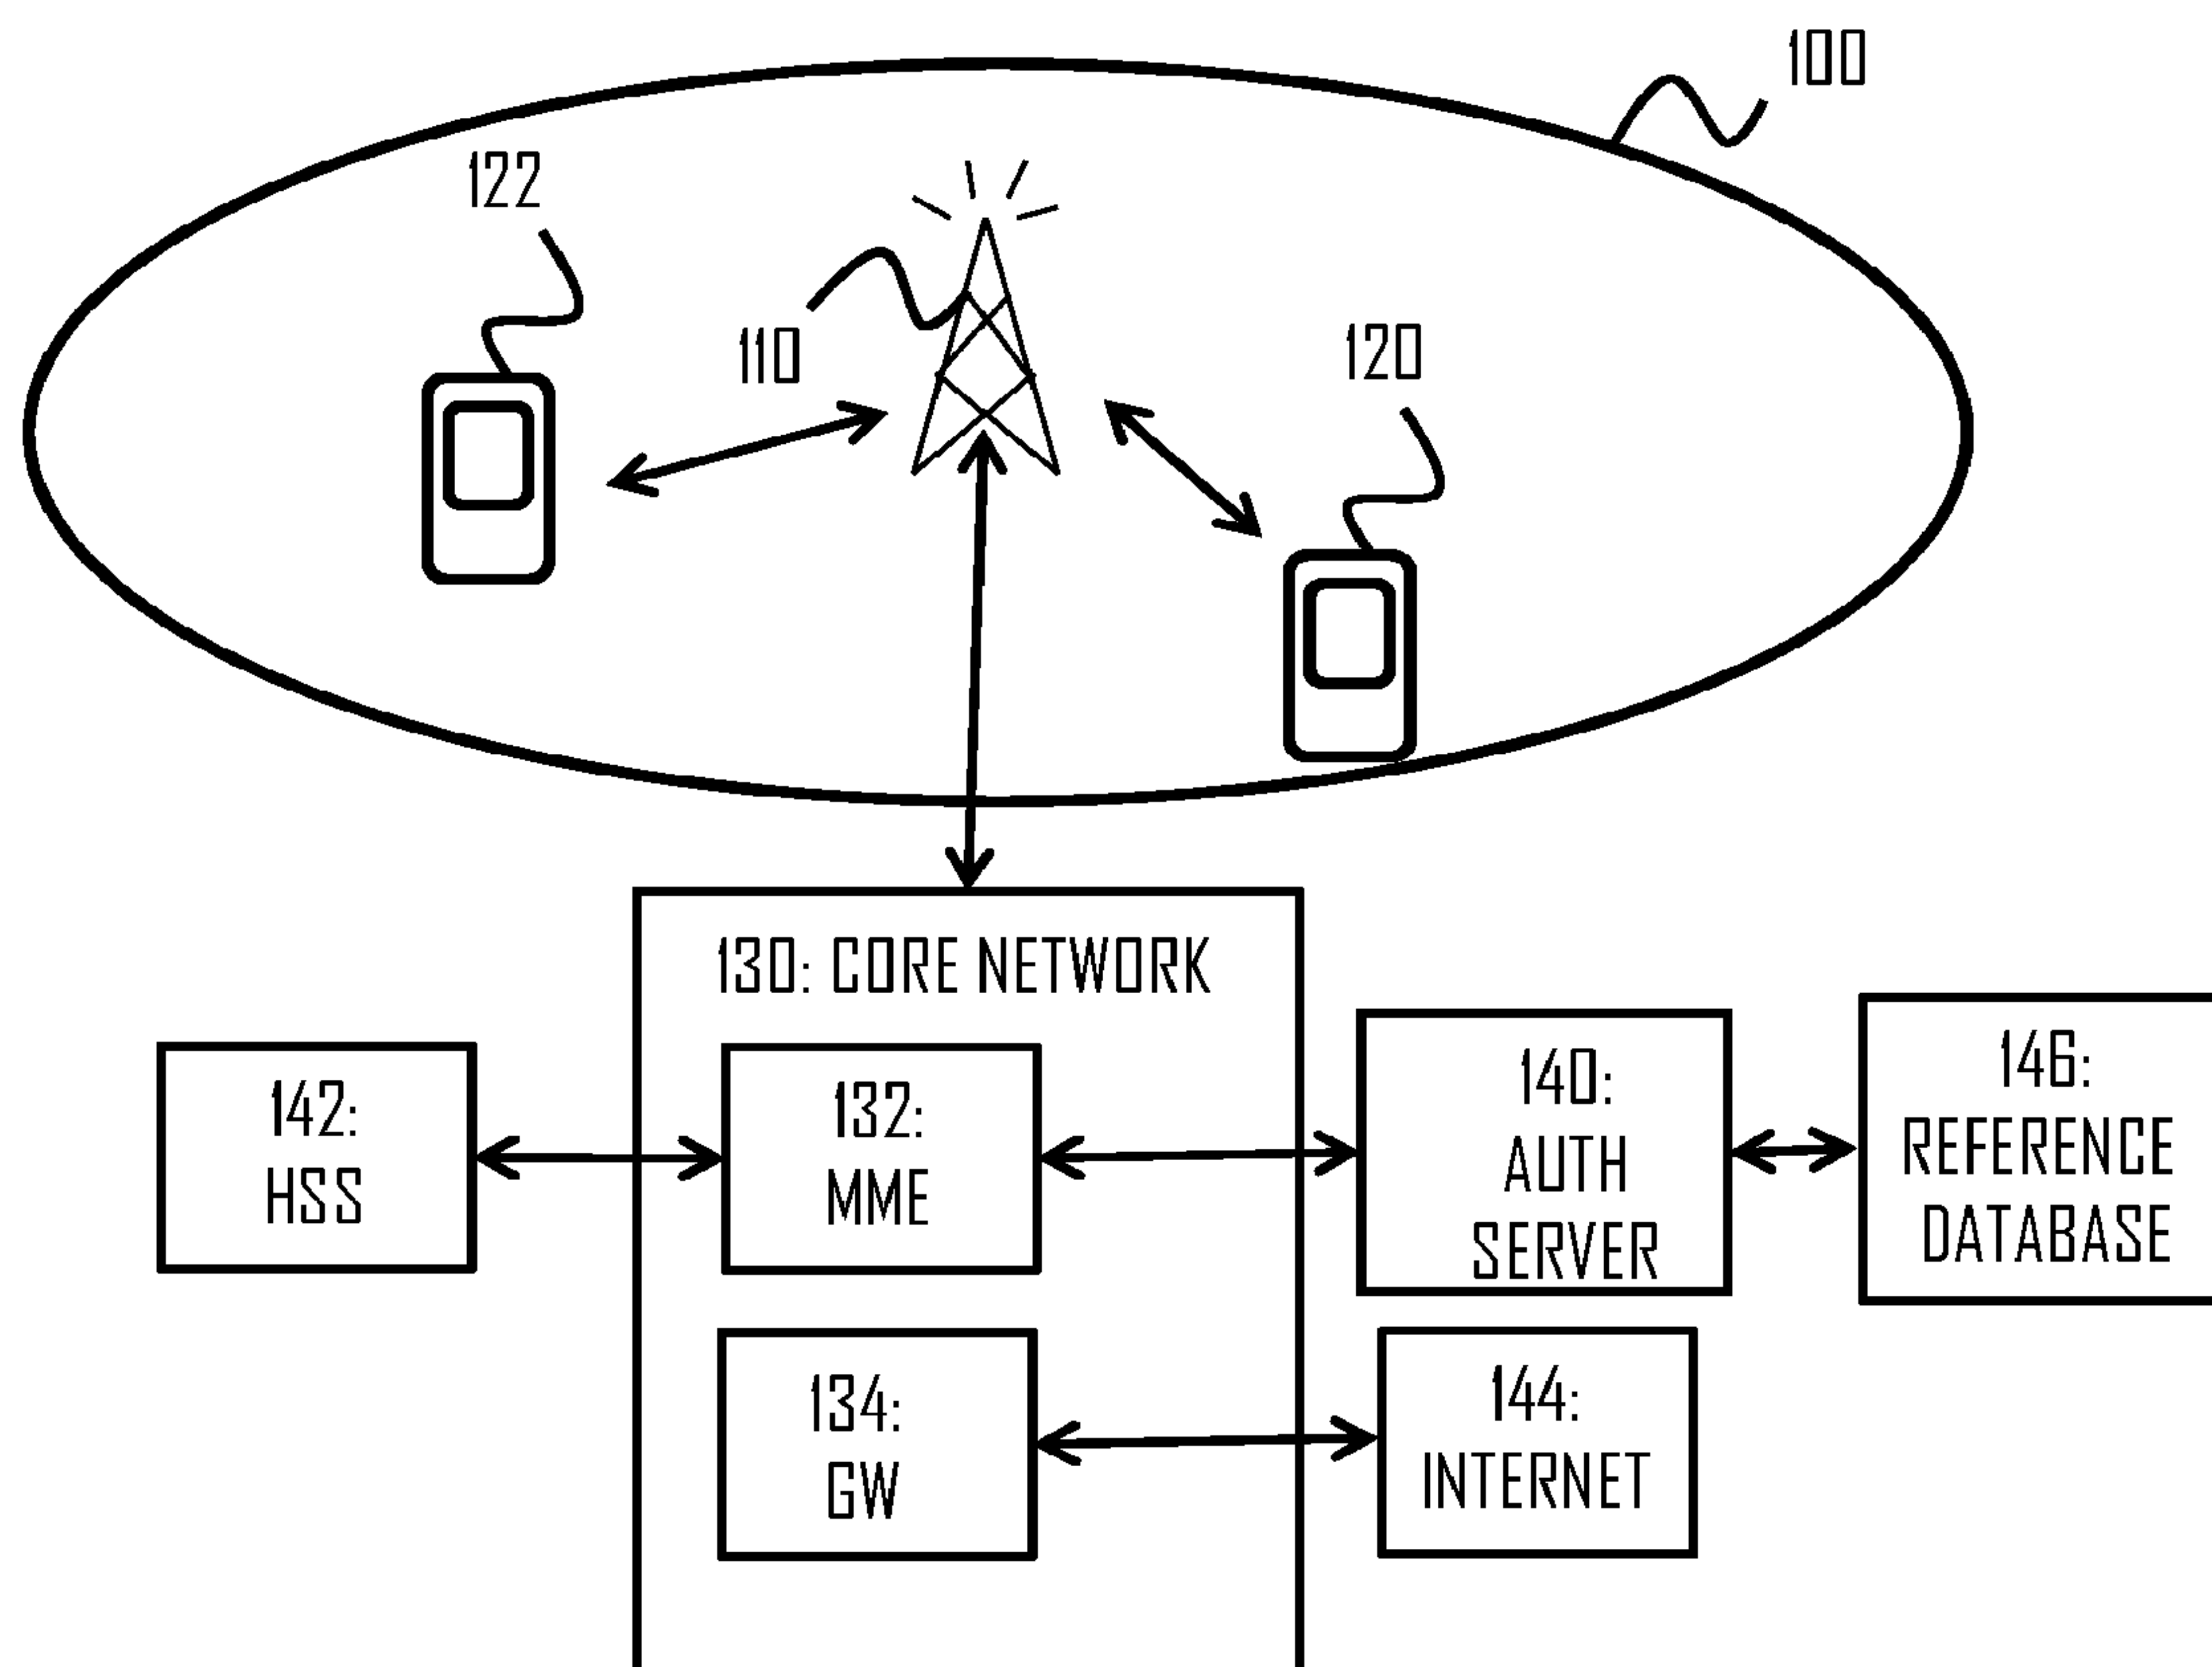 100
122
110
120
130: CORE NETWORK
142:
HSS
132:
MME
140:
AUTH
SERVER
146:
REFERENCE
DATABASE
134:
GW
144:
INTERNET